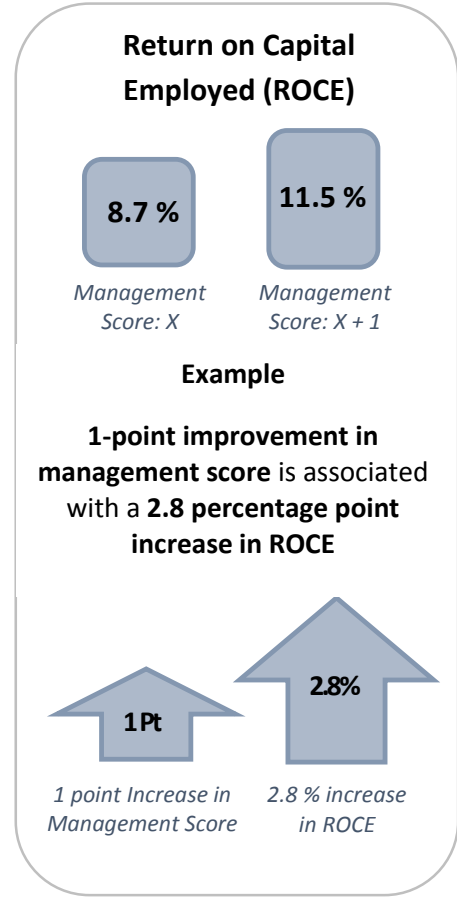 Return on Capital
Employed (ROCE)
8.7 %
11.5 %
Management
Score: X
Management
Score: X + 1
Example
1-point improvement in
management score is associated
with a 2.8 percentage point
increase in ROCE
1 Pt
2.8%
1 point Increase in
Management Score
2.8 % increase
in ROCE